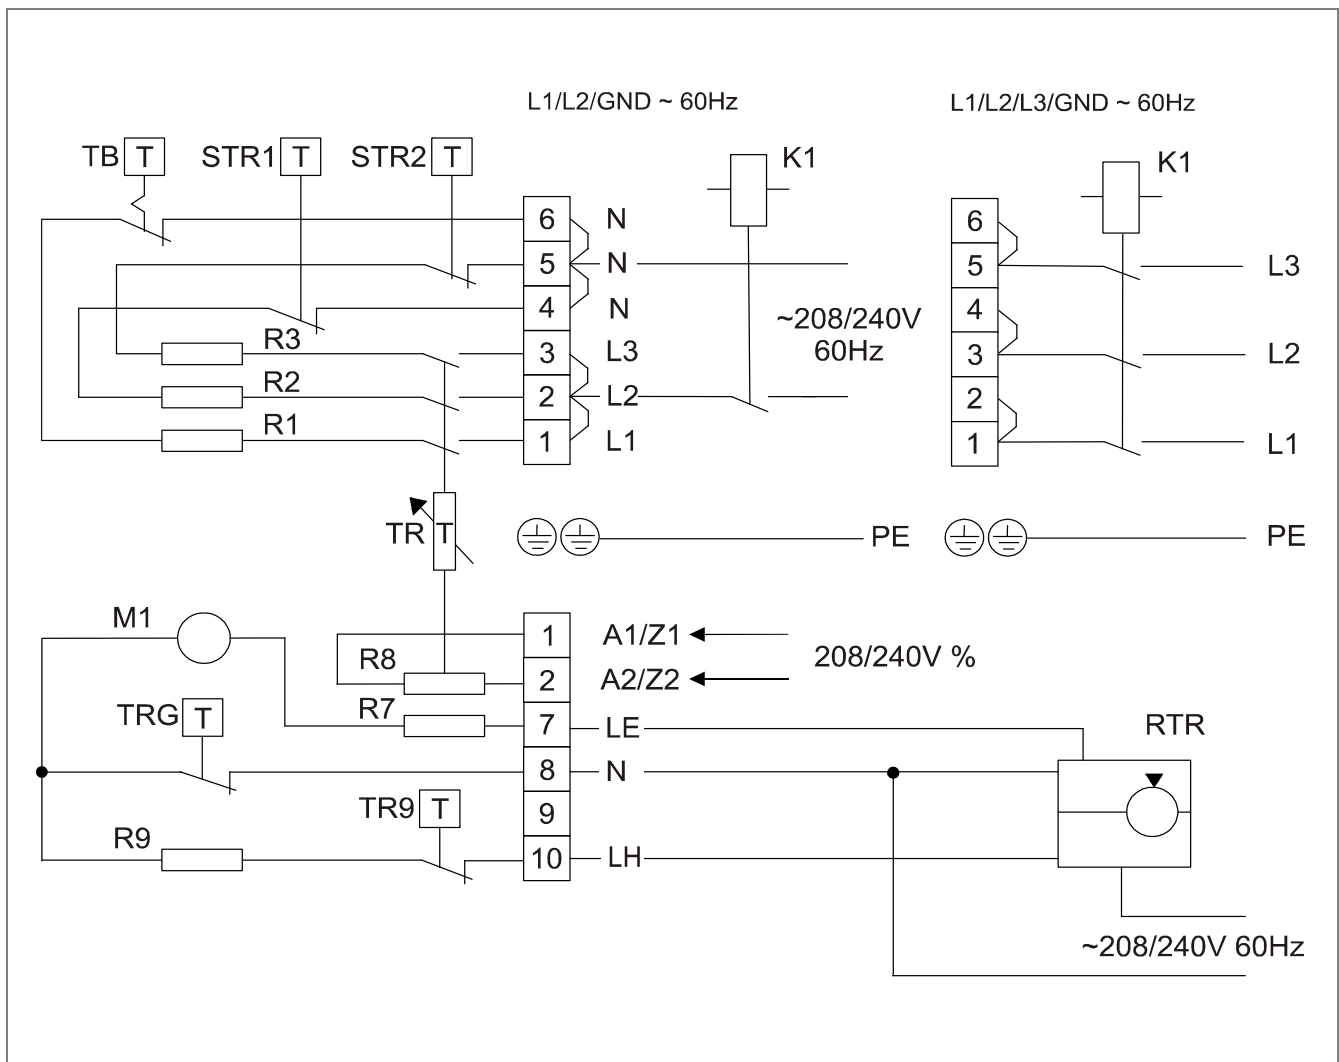 L1/L2/GND ~ 60Hz
L1/L2/L3/GND ~ 60Hz
TB T
STR1 T
STR2 T
K1
K1
6 N
5 N
4 N
3 L3
2 L2
1 L1
R3
R2
R1
~208/240V
60Hz
6
5 L3
4
3 L2
2
1 L1
TR T
PE
PE
M1
R8
R7
TRG T
TR9 T
R9
1 A1/Z1
2 A2/Z2
208/240V %
7 LE
8 N
9
10 LH
RTR
~208/240V 60Hz